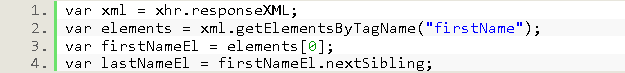 1. var xml = xhr.responseXML;
2. var elements = xml.getElementsByTagName("firstName");
3. var firstNameEl = elements[0];
4. var lastNameEl = firstNameEl.nextSibling;